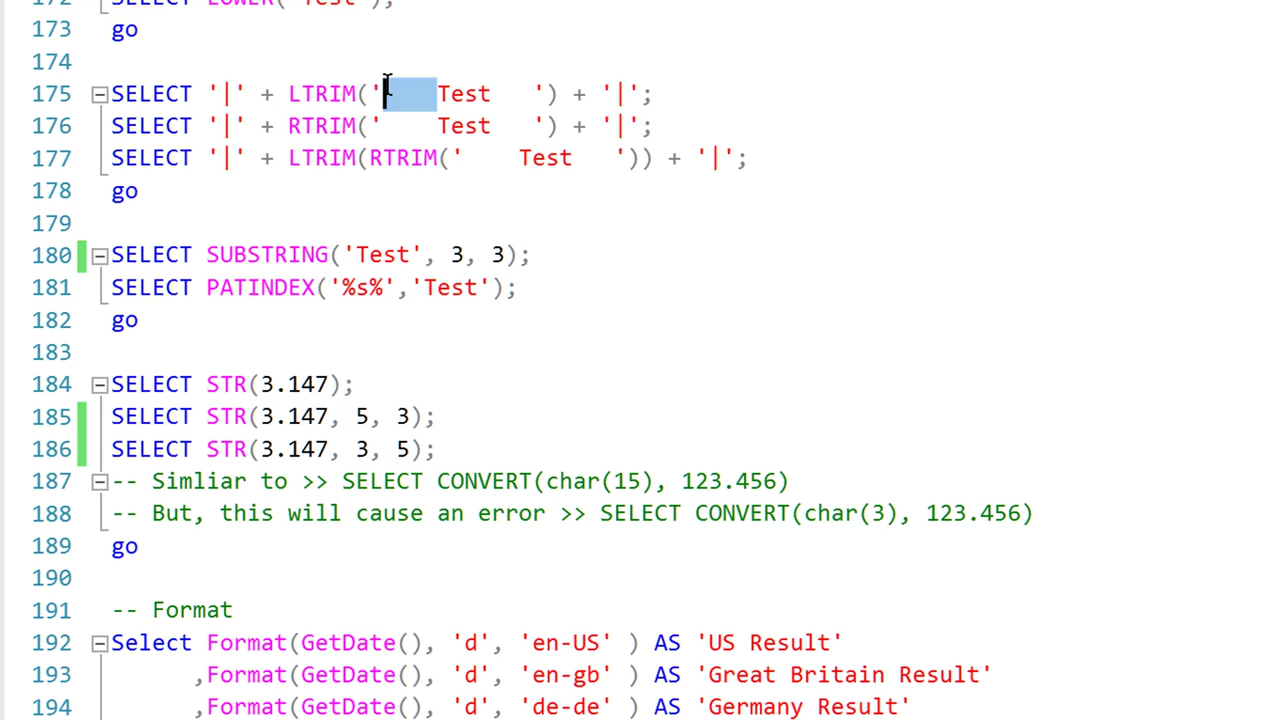 172 SELECT LOWER('Test');
173 go
174
175 SELECT '|' + LTRIM('    Test   ') + '|';
176 SELECT '|' + RTRIM('    Test   ') + '|';
177 SELECT '|' + LTRIM(RTRIM('    Test   ')) + '|';
178 go
179
180 SELECT SUBSTRING('Test', 3, 3);
181 SELECT PATINDEX('%s%','Test');
182 go
183
184 SELECT STR(3.147);
185 SELECT STR(3.147, 5, 3);
186 SELECT STR(3.147, 3, 5);
187 -- Simliar to >> SELECT CONVERT(char(15), 123.456)
188 -- But, this will cause an error >> SELECT CONVERT(char(3), 123.456)
189 go
190
191 -- Format
192 Select Format(GetDate(), 'd', 'en-US' ) AS 'US Result'
193 ,Format(GetDate(), 'd', 'en-gb' ) AS 'Great Britain Result'
194 ,Format(GetDate(), 'd', 'de-de' ) AS 'Germany Result'